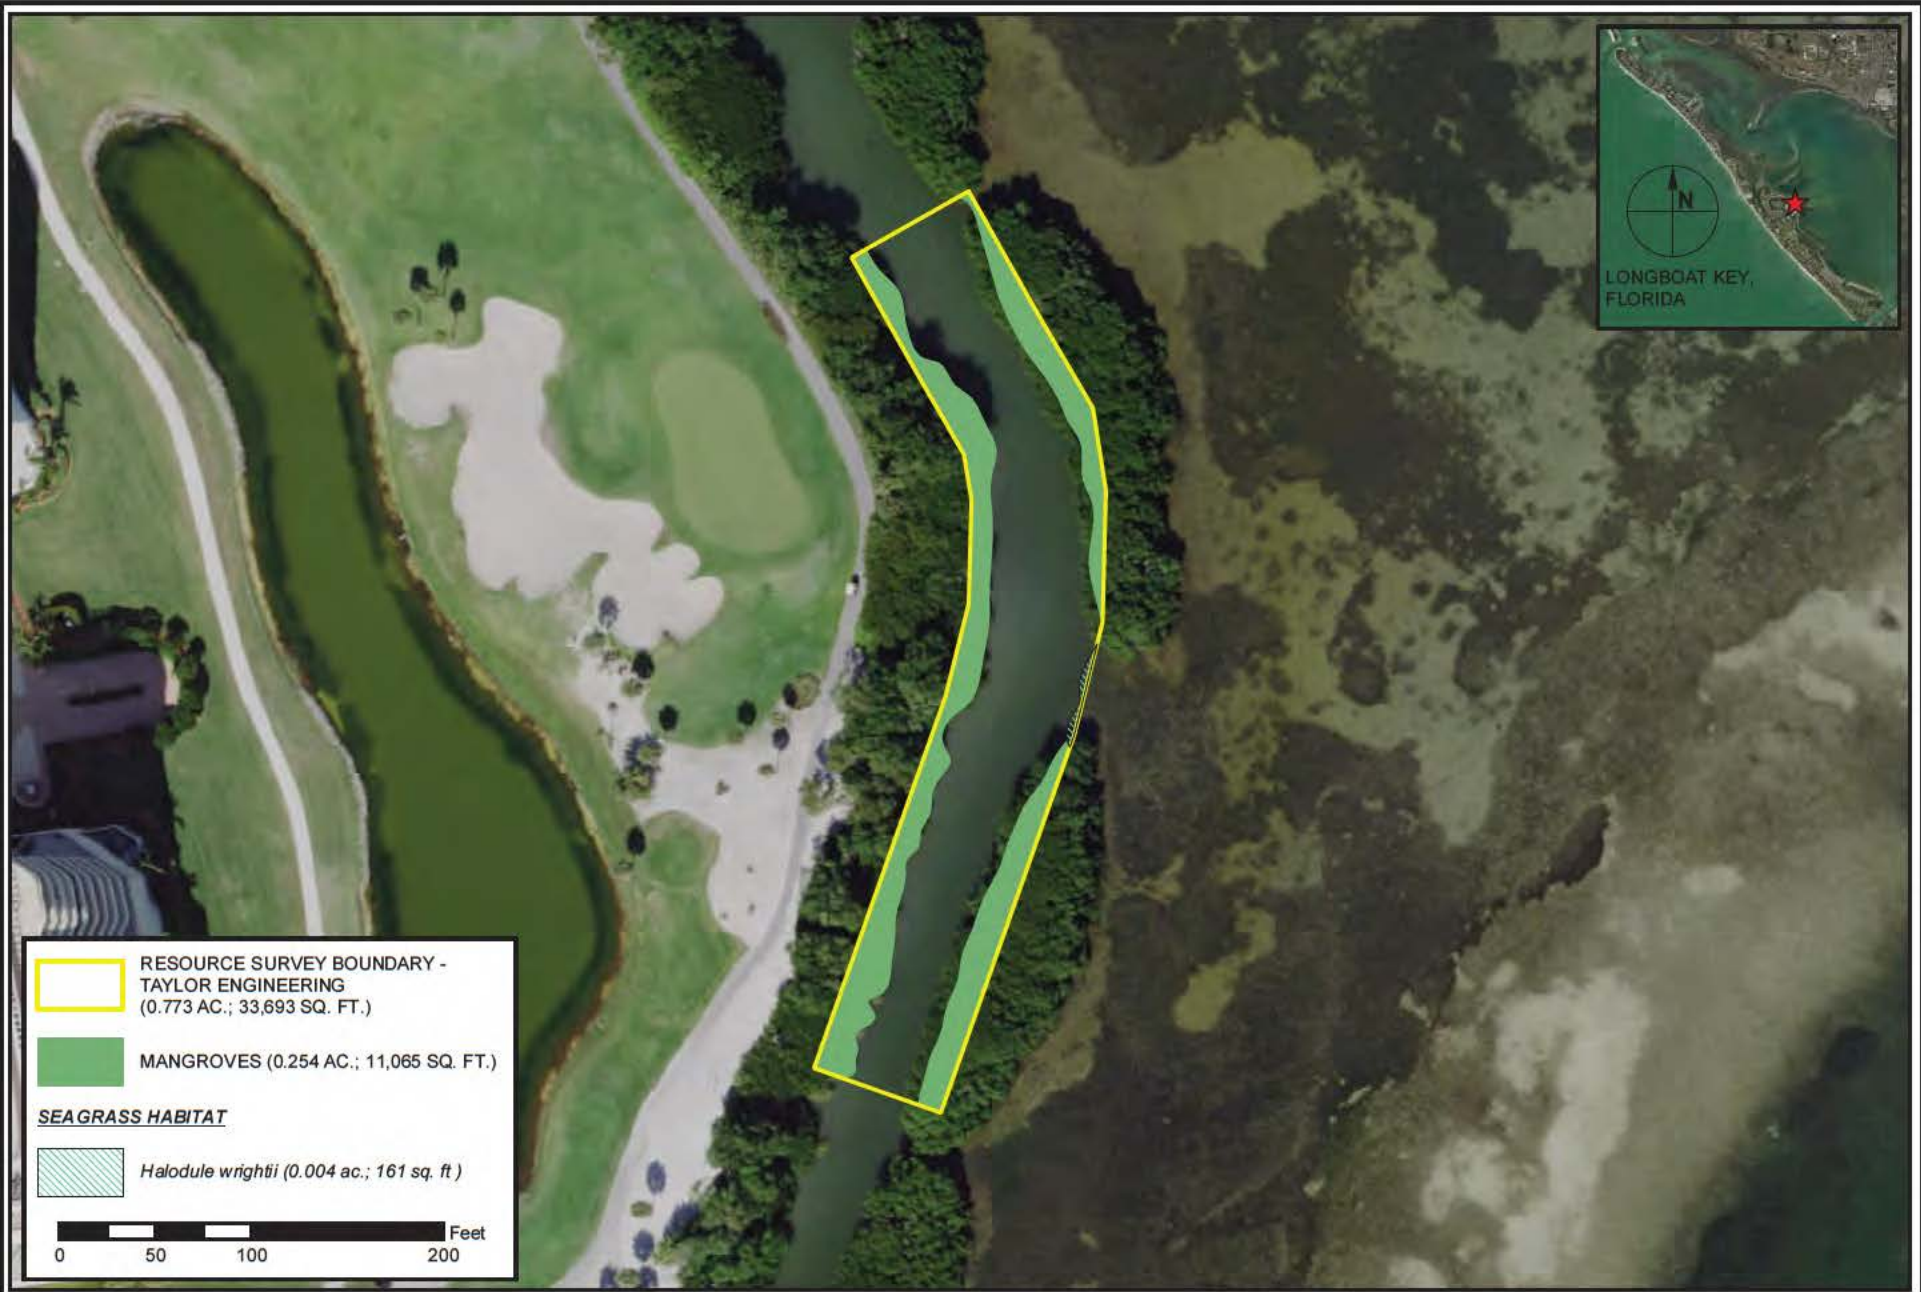 N
LONGBOAT KEY,
FLORIDA
RESOURCE SURVEY BOUNDARY -
TAYLOR ENGINEERING
(0.773 AC.; 33,693 SQ. FT.)
MANGROVES (0.254 AC.; 11,065 SQ. FT.)
SEAGRASS HABITAT
Halodule wrightii (0.004 ac.; 161 sq. ft )
Feet
0 50 100 200